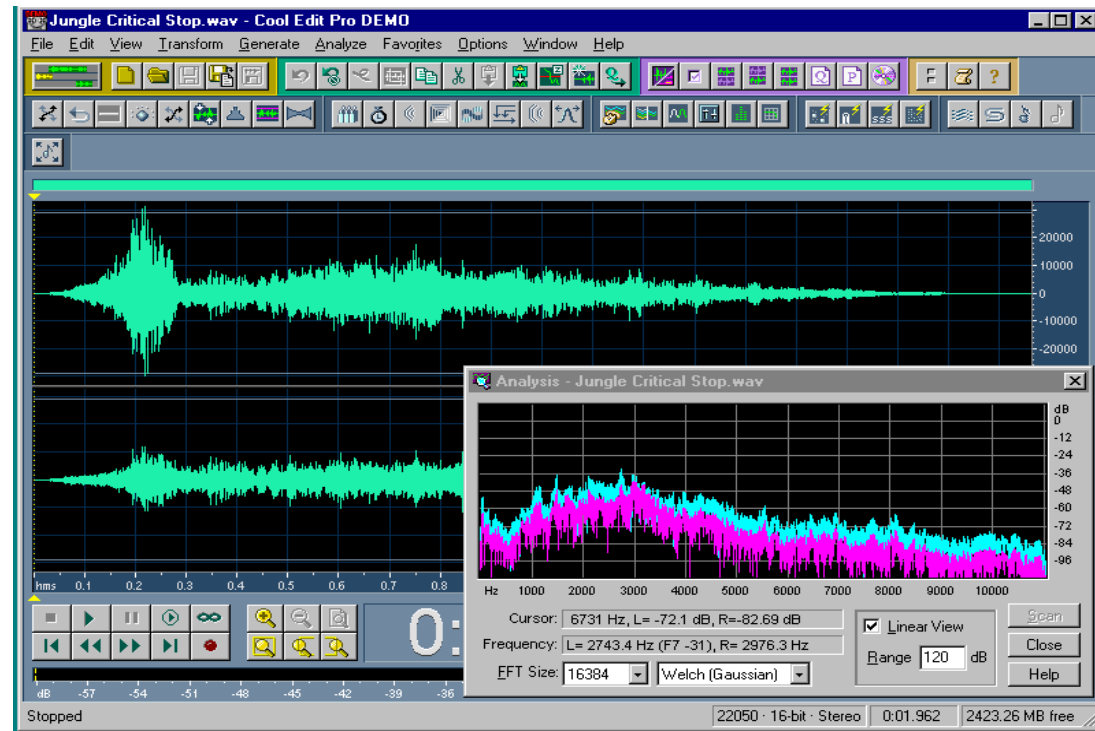 Jungle Critical Stop.wav - Cool Edit Pro DEMO
File Edit View Transform Generate Analyze Favorites Options Window Help
20000
10000
0
-10000
-20000
Analysis - Jungle Critical Stop.wav
dB
0
-12
-24
-36
-48
-60
-72
-84
-96
Hz 1000 2000 3000 4000 5000 6000 7000 8000 9000 10000
Cursor: 6731 Hz, L= -72.1 dB, R=-82.69 dB
Frequency: L= 2743.4 Hz (F7 -31), R= 2976.3 Hz
FFT Size: 16384 Welch (Gaussian)
Linear View
Range 120 dB
Scan
Close
Help
hms 0.1 0.2 0.3 0.4 0.5 0.6 0.7 0.8
0:
dB -57 -54 -51 -48 -45 -42 -39 -36
Stopped 22050 · 16-bit · Stereo 0:01.962 2423.26 MB free